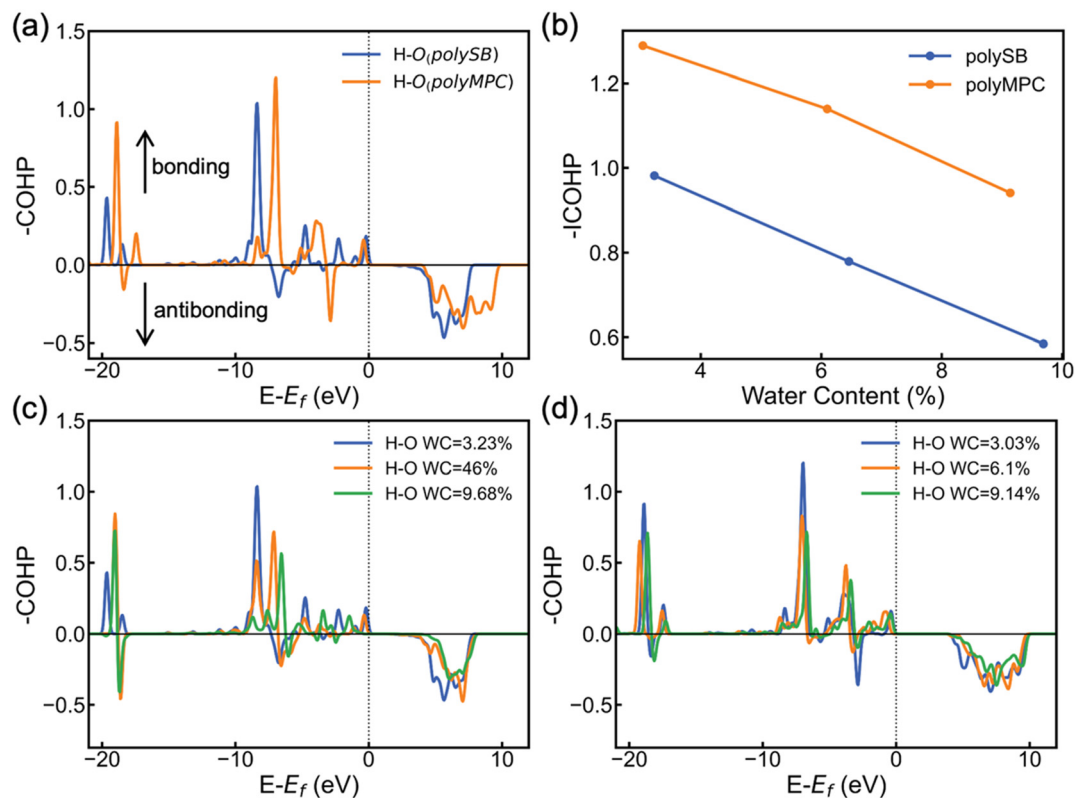 (a)
1.5
1.0
0.5
0.0
−0.5
-COHP
H-O(polySB)
H-O(polyMPC)
bonding
antibonding
−20
−10
0
10
E-Ef (eV)
(b)
1.2
1.0
0.8
0.6
-ICOHP
polySB
polyMPC
4
6
8
10
Water Content (%)
(c)
1.5
1.0
0.5
0.0
−0.5
-COHP
H-O WC=3.23%
H-O WC=46%
H-O WC=9.68%
−20
−10
0
10
E-Ef (eV)
(d)
1.5
1.0
0.5
0.0
−0.5
-COHP
H-O WC=3.03%
H-O WC=6.1%
H-O WC=9.14%
−20
−10
0
10
E-Ef (eV)